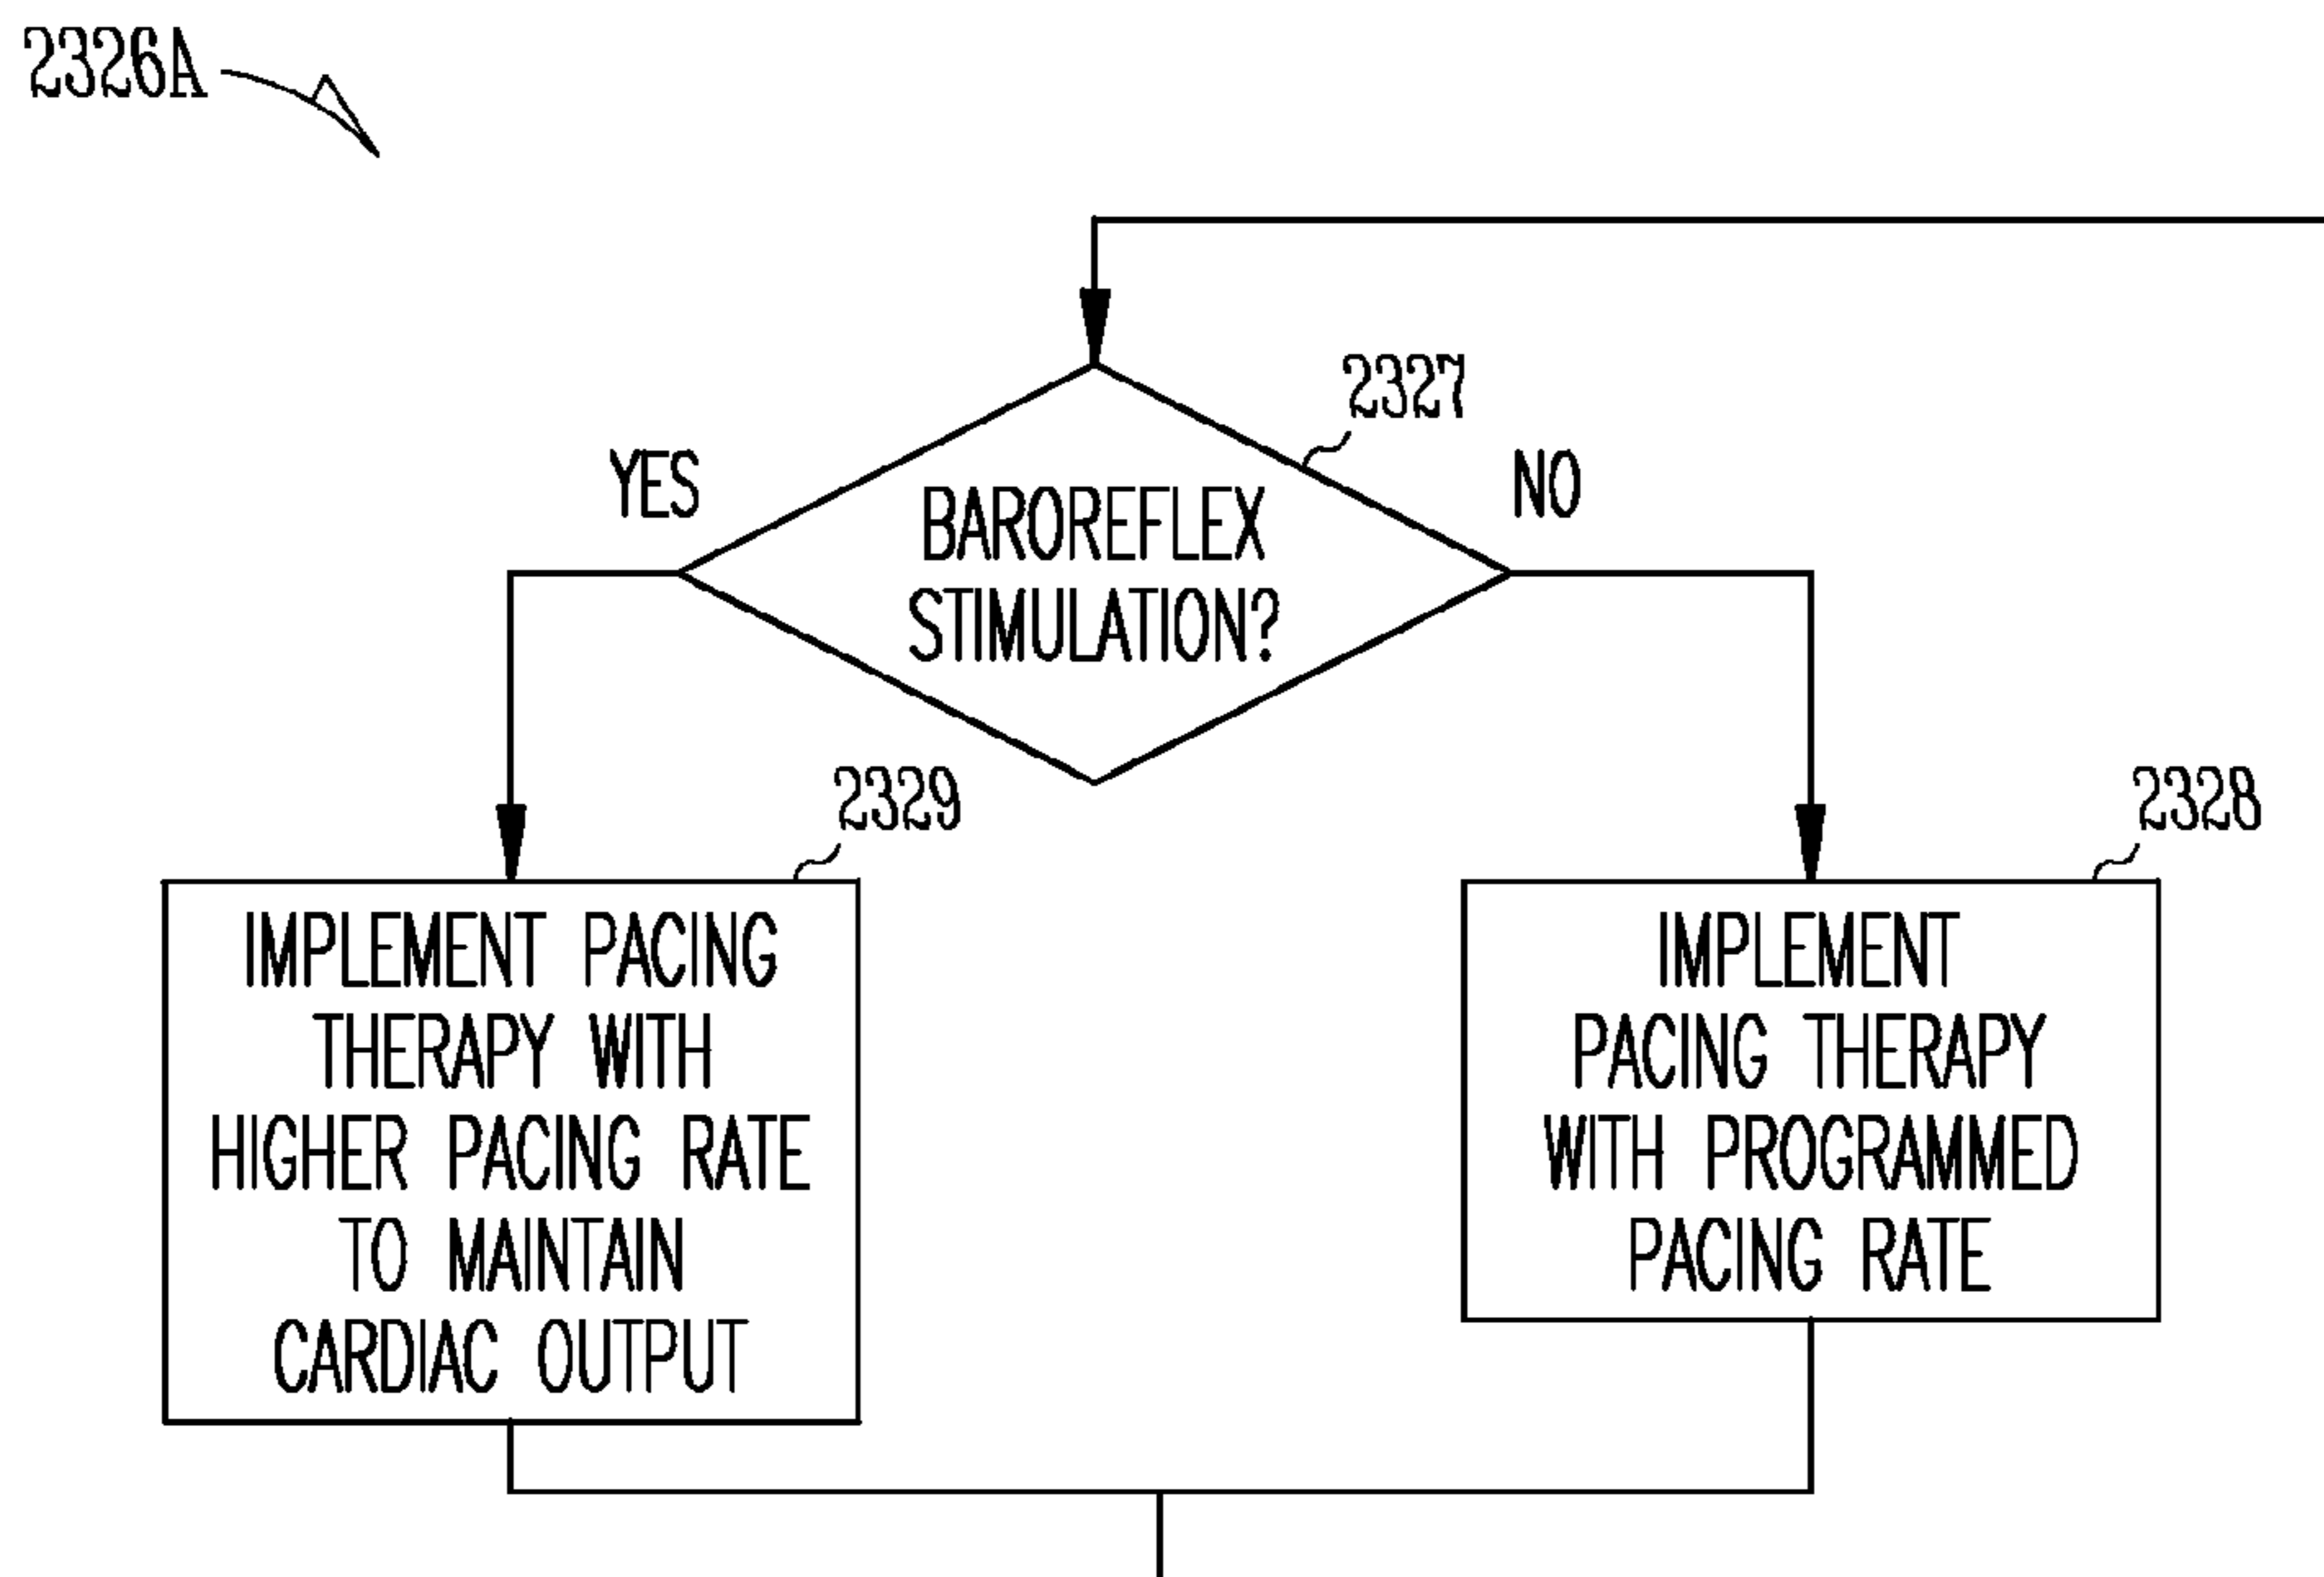 2326A
2327
YES
NO
BAROREFLEX
STIMULATION?
2329
2328
IMPLEMENT PACING
THERAPY WITH
HIGHER PACING RATE
TO MAINTAIN
CARDIAC OUTPUT
IMPLEMENT
PACING THERAPY
WITH PROGRAMMED
PACING RATE